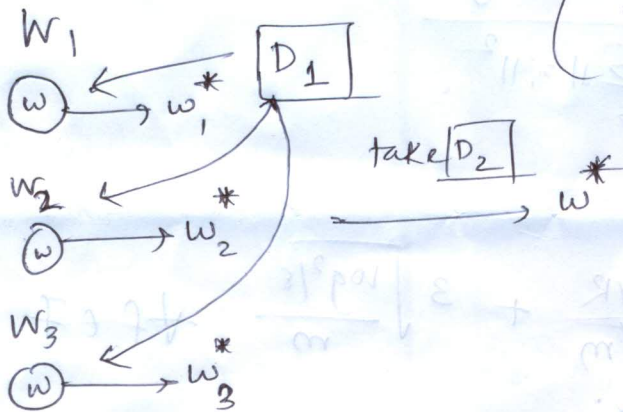 W₁
D₁
w → w₁*
take D₂
w*
w₂
w → w₂*
w₃
w → w₃*